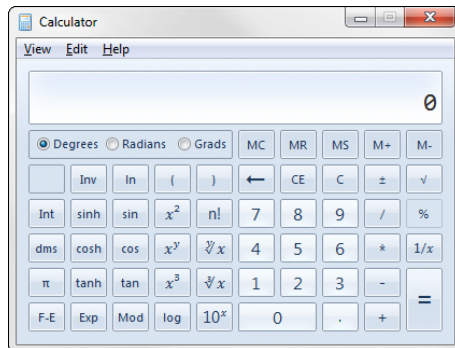 Calculator
View Edit Help
0
Degrees Radians Grads MC MR MS M+ M-
Inv ln ( ) ← CE C ± √
Int sinh sin x² n! 7 8 9 / %
dms cosh cos xʸ ʸ√x 4 5 6 * 1/x
π tanh tan x³ ³√x 1 2 3 - =
F-E Exp Mod log 10ˣ 0 . +